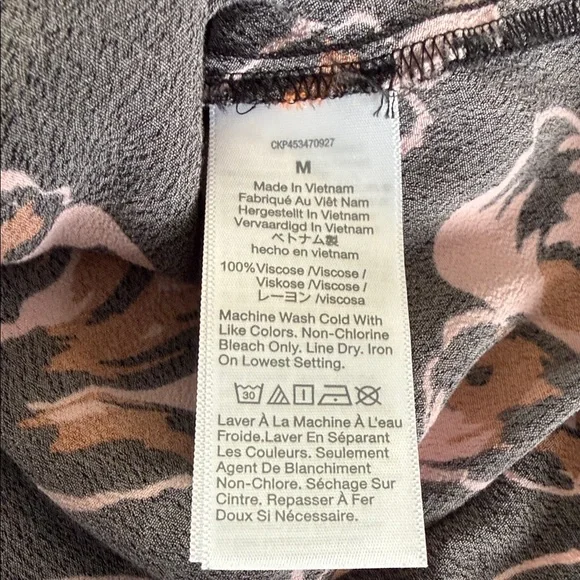 CKP453470927
M
Made In Vietnam
Fabriqué Au Viêt Nam
Hergestellt In Vietnam
Vervaardigd In Vietnam
ベトナム製
hecho en vietnam
100%Viscose /Viscose /
Viskose /Viscose /
レーヨン /viscosa
Machine Wash Cold With
Like Colors. Non-Chlorine
Bleach Only. Line Dry. Iron
On Lowest Setting.
30
Laver À La Machine À L'eau
Froide.Laver En Séparant
Les Couleurs. Seulement
Agent De Blanchiment
Non-Chlore. Séchage Sur
Cintre. Repasser À Fer
Doux Si Nécessaire.